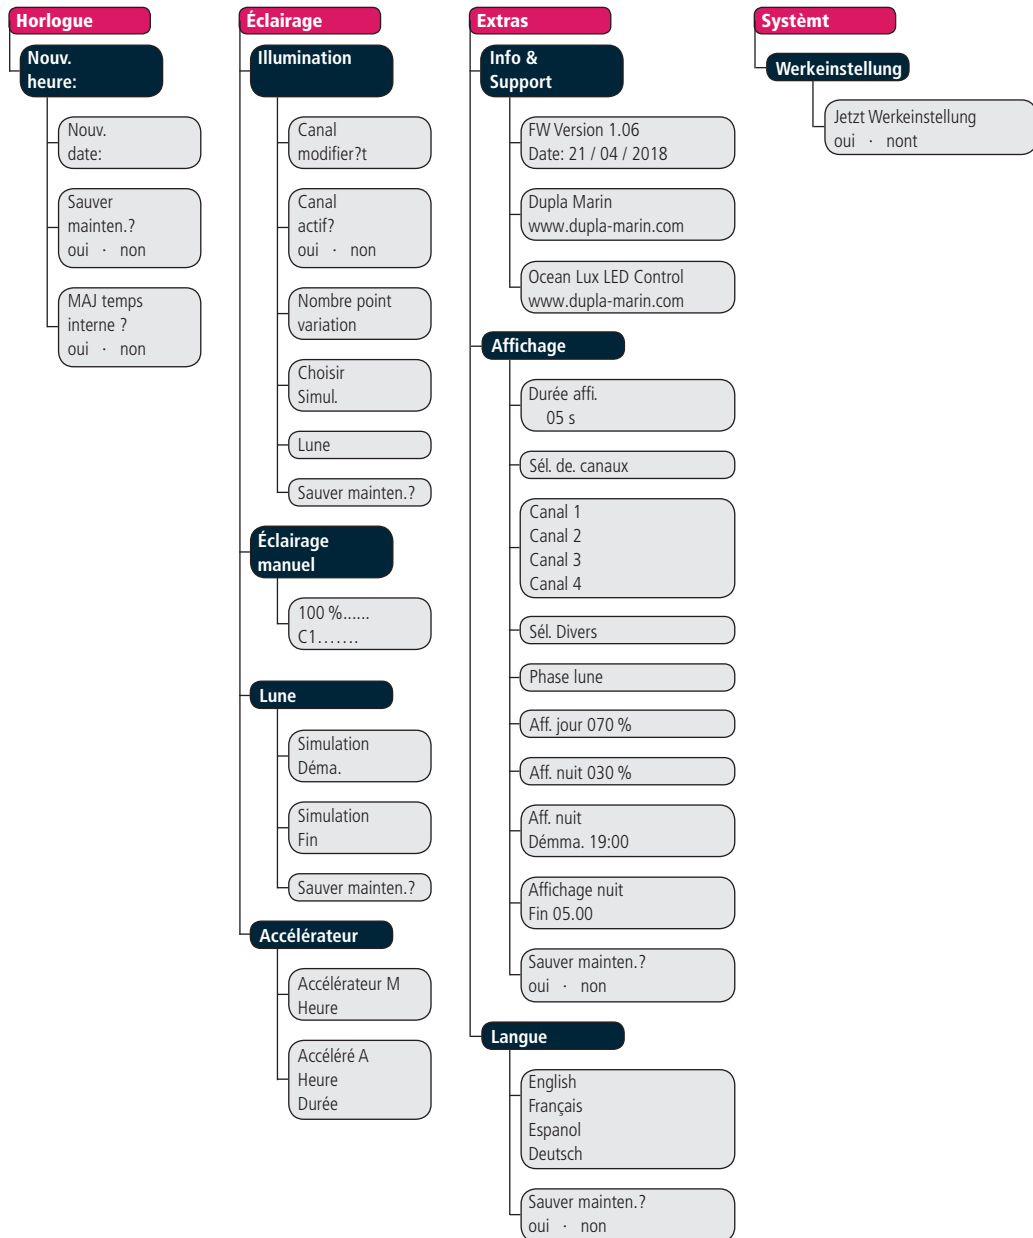 Horlogue
Nouv.
heure:
Nouv.
date:
Sauver
mainten.?
oui · non
MAJ temps
interne ?
oui · non
Éclairage
Illumination
Canal
modifier?t
Canal
actif?
oui · non
Nombre point
variation
Choisir
Simul.
Lune
Sauver mainten.?
Éclairage
manuel
100 %......
C1.......
Lune
Simulation
Déma.
Simulation
Fin
Sauver mainten.?
Accélérateur
Accélérateur M
Heure
Accéléré A
Heure
Durée
Extras
Info &
Support
FW Version 1.06
Date: 21 / 04 / 2018
Dupla Marin
www.dupla-marin.com
Ocean Lux LED Control
www.dupla-marin.com
Affichage
Durée affi.
05 s
Sél. de. canaux
Canal 1
Canal 2
Canal 3
Canal 4
Sél. Divers
Phase lune
Aff. jour 070 %
Aff. nuit 030 %
Aff. nuit
Démma. 19:00
Affichage nuit
Fin 05.00
Sauver mainten.?
oui · non
Langue
English
Français
Espanol
Deutsch
Sauver mainten.?
oui · non
Systèmt
Werkeinstellung
Jetzt Werkeinstellung
oui · nont